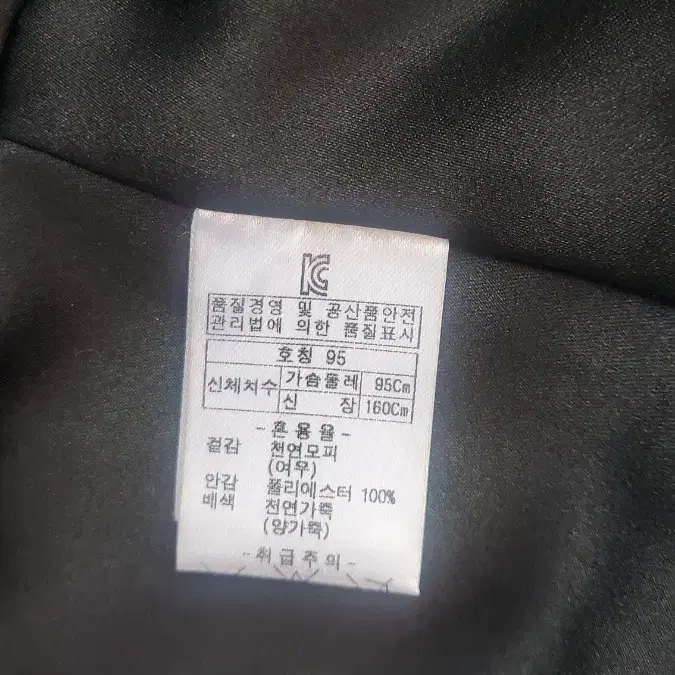 KC
품질경영 및 공산품안전
관리법에 의한 품질표시
호칭 95
신체치수 가슴둘레 95Cm
신 장 160Cm
- 혼 용 율 -
겉감 천연모피
(여우)
안감 폴리에스터 100%
배색 천연가죽
(양가죽)
- 취 급 주 의 -